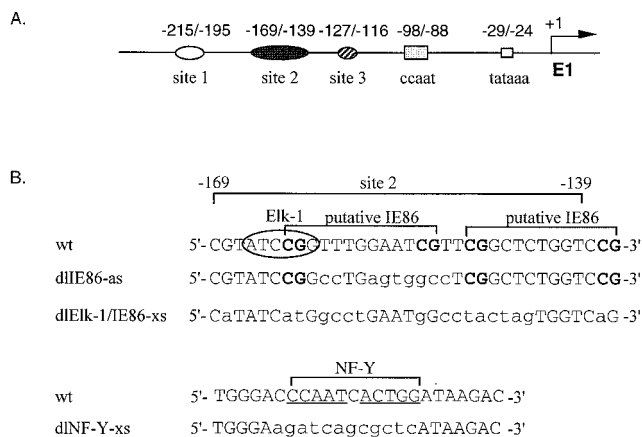 A.
-215/-195 -169/-139 -127/-116 -98/-88 -29/-24 +1
site 1 site 2 site 3 ccaat tataaa E1
B.
-169 site 2 -139
Elk-1 putative IE86 putative IE86
wt 5'- CGTATCCCGGTTTGGAATCGTTCGGCTCTGGTCCG-3'
dlIE86-as 5'-CGTATCCCGGccTGagtggccTCGGCTCTGGTCCG-3'
dlElk-1/IE86-xs 5'-CaTATCatGgcctGAATgGcctactagTGGTCaG-3'
NF-Y
wt 5'- TGGGACCCAATCACTGGATAAGAC-3'
dlNF-Y-xs 5'-TGGGAagatcagcgctcATAAGAC-3'